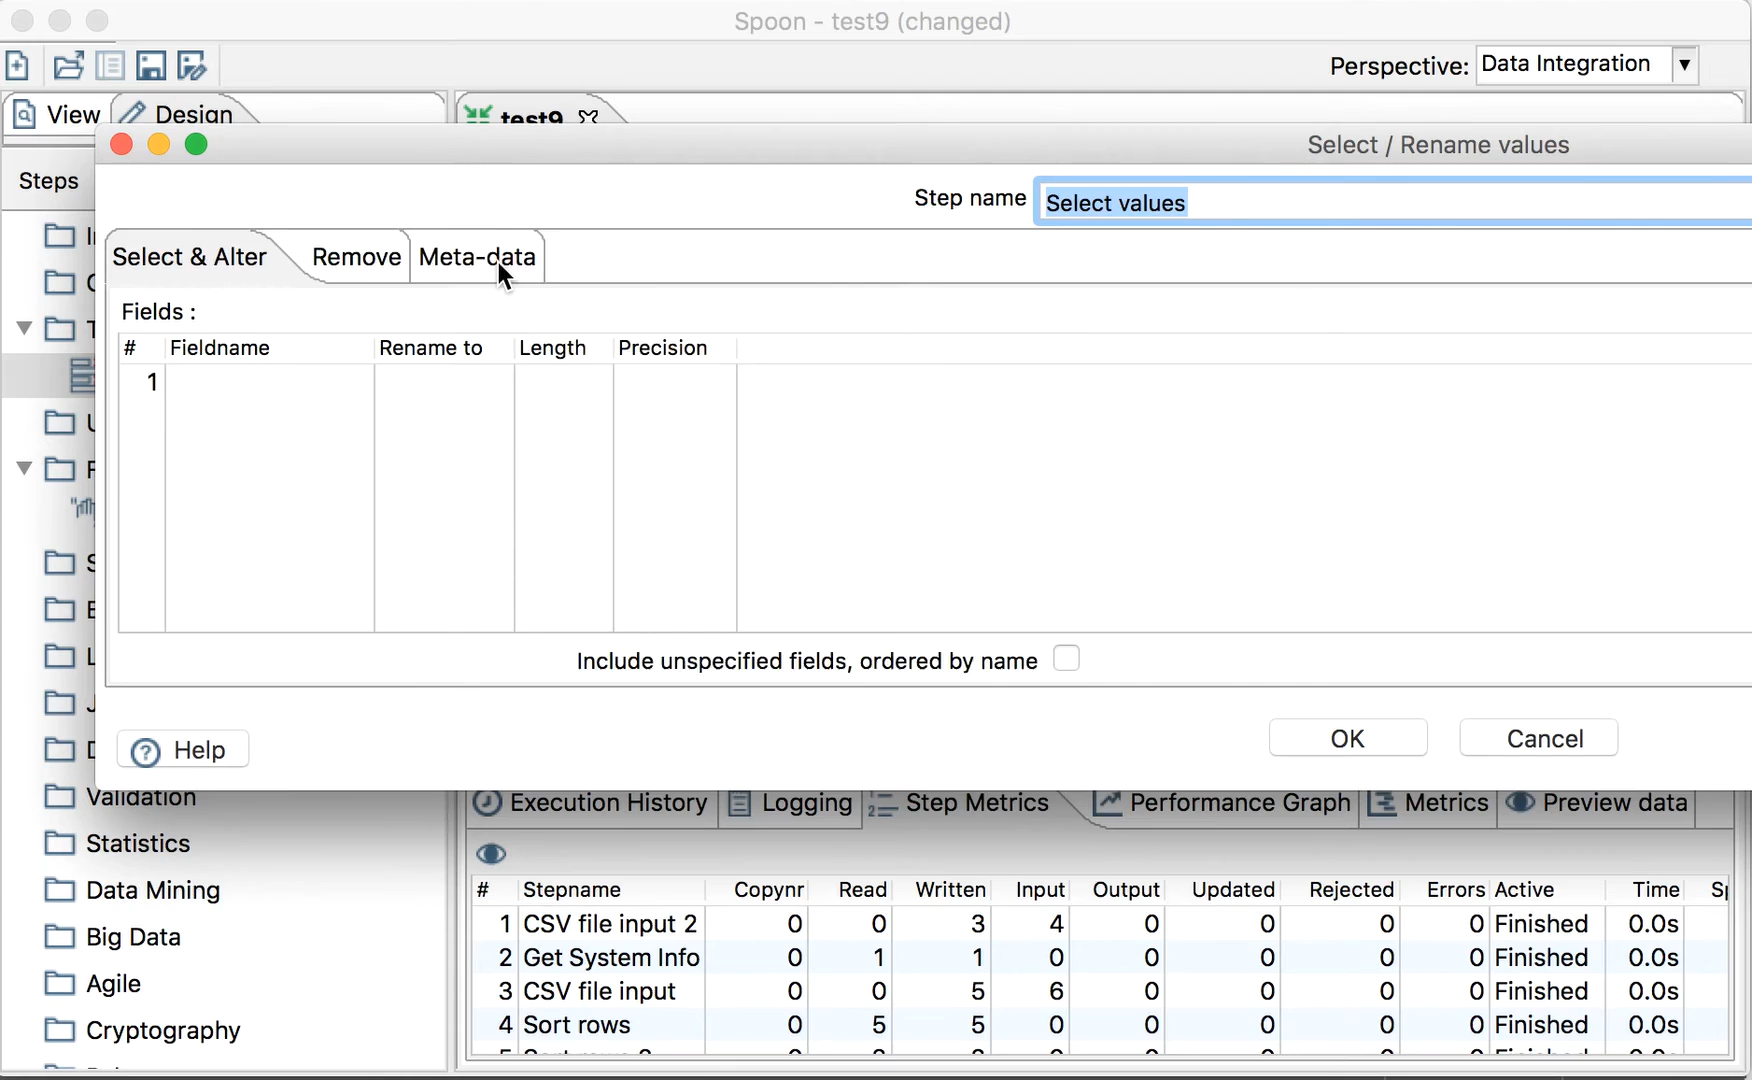 Spoon - test9 (changed)
Perspective: Data Integration
View Design test9
Select / Rename values
Steps
Step name Select values
Select & Alter Remove Meta-data
Fields :
# Fieldname Rename to Length Precision
1
Include unspecified fields, ordered by name
Help OK Cancel
Validation
Statistics
Data Mining
Big Data
Agile
Cryptography
Execution History Logging Step Metrics Performance Graph Metrics Preview data
# Stepname Copynr Read Written Input Output Updated Rejected Errors Active Time
1 CSV file input 2 0 0 3 4 0 0 0 0 Finished 0.0s
2 Get System Info 0 1 1 0 0 0 0 0 Finished 0.0s
3 CSV file input 0 0 5 6 0 0 0 0 Finished 0.0s
4 Sort rows 0 5 5 0 0 0 0 0 Finished 0.0s